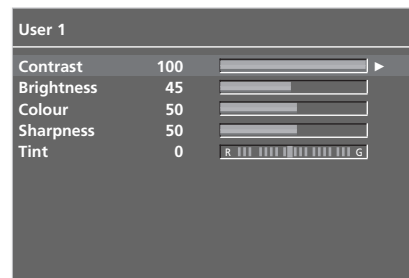 User 1
Contrast 100
Brightness 45
Colour 50
Sharpness 50
Tint 0 R G